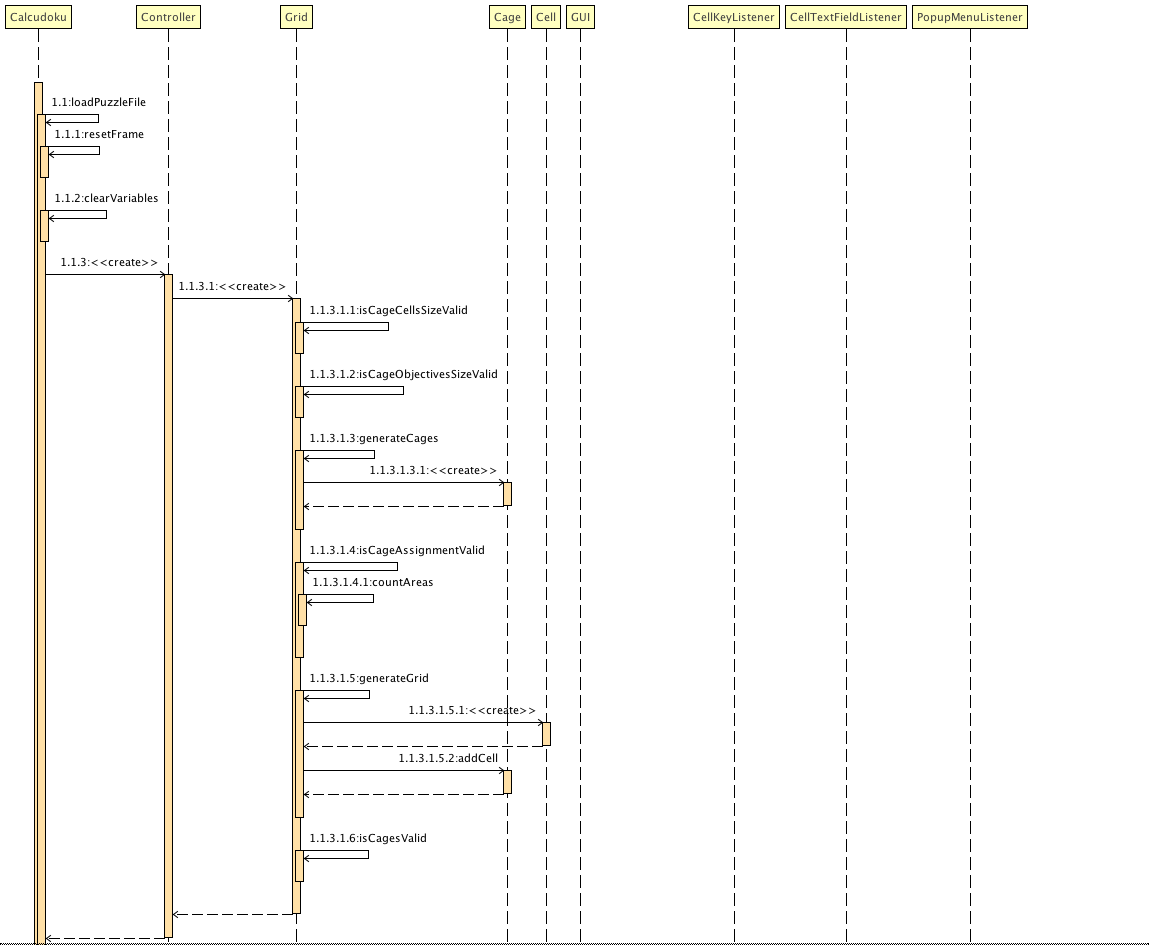 Calcudoku
Controller
Grid
Cage
Cell
GUI
CellKeyListener
CellTextFieldListener
PopupMenuListener
1.1:loadPuzzleFile
1.1.1:resetFrame
1.1.2:clearVariables
1.1.3:<<create>>
1.1.3.1:<<create>>
1.1.3.1.1:isCageCellsSizeValid
1.1.3.1.2:isCageObjectivesSizeValid
1.1.3.1.3:generateCages
1.1.3.1.3.1:<<create>>
1.1.3.1.4:isCageAssignmentValid
1.1.3.1.4.1:countAreas
1.1.3.1.5:generateGrid
1.1.3.1.5.1:<<create>>
1.1.3.1.5.2:addCell
1.1.3.1.6:isCagesValid